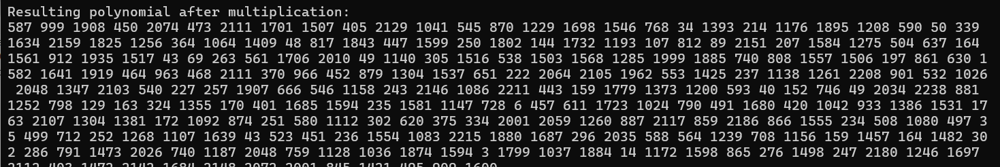 Resulting polynomial after multiplication:
587 999 1908 450 2074 473 2111 1701 1507 405 2129 1041 545 870 1229 1698 1546 768 34 1393 214 1176 1895 1208 590 50 339
1634 2159 1825 1256 364 1064 1409 48 817 1843 447 1599 250 1802 144 1732 1193 107 812 89 2151 207 1584 1275 504 637 164
1561 912 1935 1517 43 69 263 561 1706 2010 49 1140 305 1516 538 1503 1568 1285 1999 1885 740 808 1557 1506 197 861 630 1
582 1641 1919 464 963 468 2111 370 966 452 879 1304 1537 651 222 2064 2105 1962 553 1425 237 1138 1261 2208 901 532 1026
2048 1347 2103 540 227 257 1907 666 546 1158 243 2146 1086 2211 443 159 1779 1373 1200 593 40 152 746 49 2034 2238 881
1252 798 129 163 324 1355 170 401 1685 1594 235 1581 1147 728 6 457 611 1723 1024 790 491 1680 420 1042 933 1386 1531 17
63 2107 1304 1381 172 1092 874 251 580 1112 302 620 375 334 2001 2059 1260 887 2117 859 2186 866 1555 234 508 1080 497 3
5 499 712 252 1268 1107 1639 43 523 451 236 1554 1083 2215 1880 1687 296 2035 588 564 1239 708 1156 159 1457 164 1482 30
2 286 791 1473 2026 740 1187 2048 759 1128 1036 1874 1594 3 1799 1037 1884 14 1172 1598 865 276 1498 247 2180 1246 1697